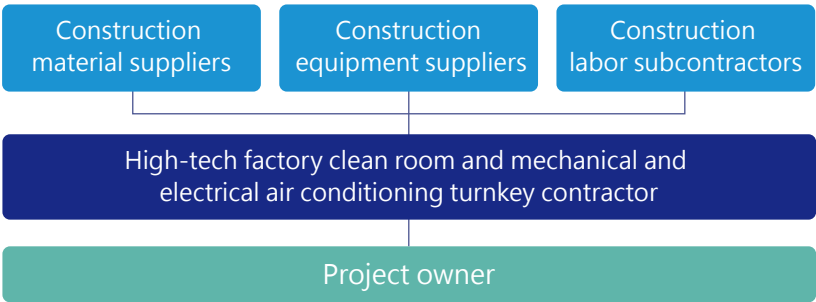 Construction
material suppliers
Construction
equipment suppliers
Construction
labor subcontractors
High-tech factory clean room and mechanical and
electrical air conditioning turnkey contractor
Project owner